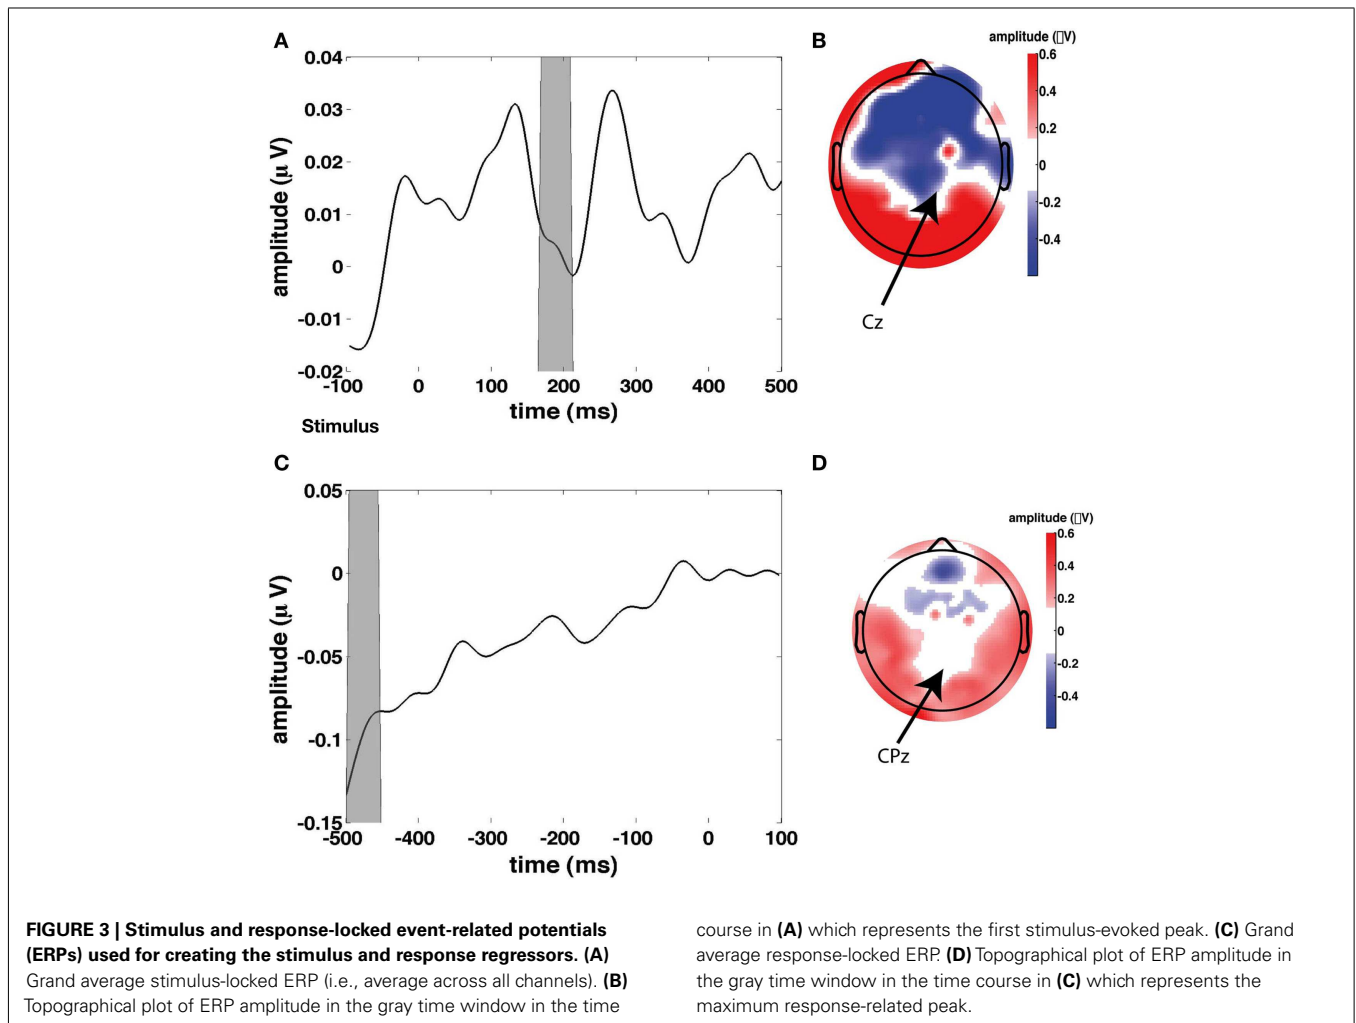 A
0.04
0.03
0.02
0.01
0
-0.01
-0.02
amplitude (μ V)
-100 0 100 200 300 400 500
time (ms)
Stimulus
B
amplitude (▯V)
0.6
0.4
0.2
0
-0.2
-0.4
Cz
C
0.05
0
-0.05
-0.1
-0.15
amplitude (μ V)
-500 -400 -300 -200 -100 0 100
time (ms)
D
amplitude (▯V)
0.6
0.4
0.2
0
-0.2
-0.4
CPz
FIGURE 3 | Stimulus and response-locked event-related potentials
(ERPs) used for creating the stimulus and response regressors. (A)
Grand average stimulus-locked ERP (i.e., average across all channels). (B)
Topographical plot of ERP amplitude in the gray time window in the time
course in (A) which represents the first stimulus-evoked peak. (C) Grand
average response-locked ERP. (D) Topographical plot of ERP amplitude in
the gray time window in the time course in (C) which represents the
maximum response-related peak.